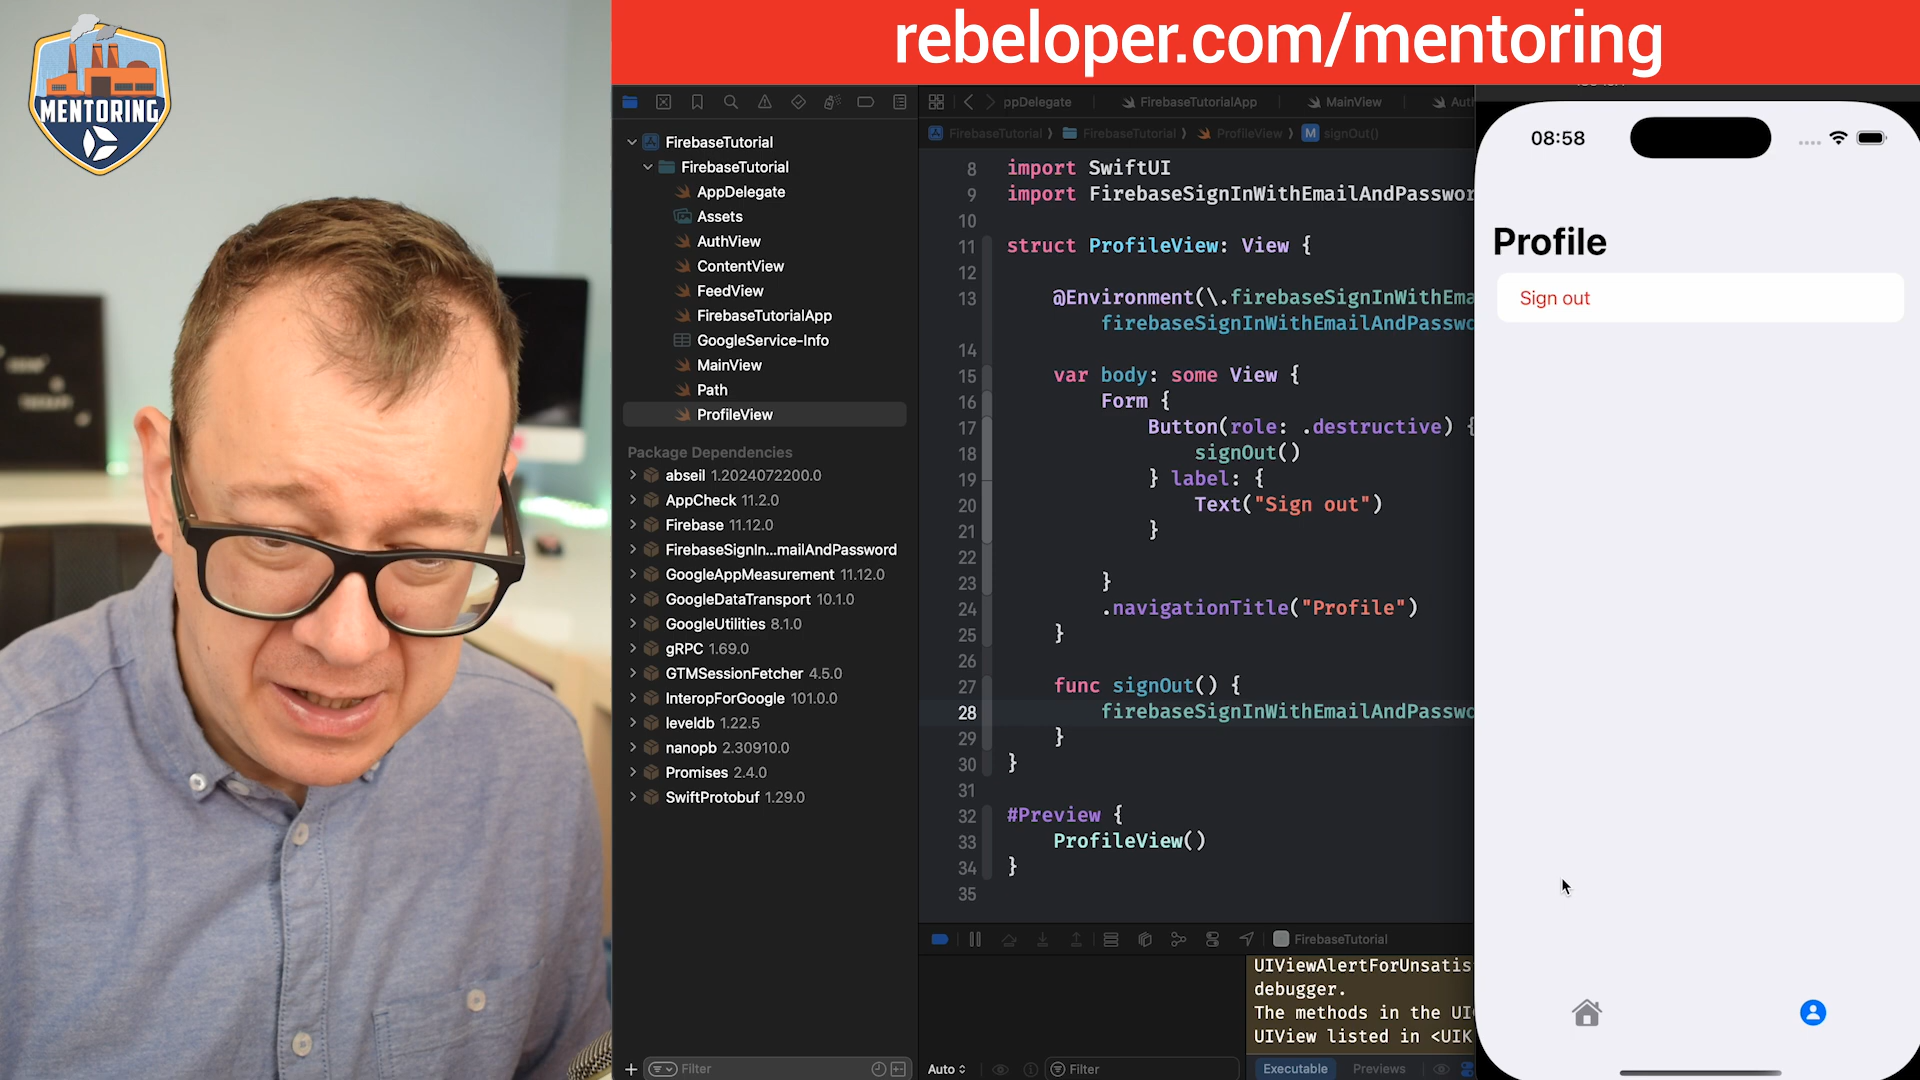 MENTORING
rebeloper.com/mentoring
FirebaseTutorial
FirebaseTutorial
AppDelegate
Assets
AuthView
ContentView
FeedView
FirebaseTutorialApp
GoogleService-Info
MainView
Path
ProfileView
Package Dependencies
abseil 1.2024072200.0
AppCheck 11.2.0
Firebase 11.12.0
FirebaseSignIn...mailAndPassword
GoogleAppMeasurement 11.12.0
GoogleDataTransport 10.1.0
GoogleUtilities 8.1.0
gRPC 1.69.0
GTMSessionFetcher 4.5.0
InteropForGoogle 101.0.0
leveldb 1.22.5
nanopb 2.30910.0
Promises 2.4.0
SwiftProtobuf 1.29.0
Filter
ppDelegate FirebaseTutorialApp MainView Aut
FirebaseTutorial FirebaseTutorial ProfileView M signOut()
8 import SwiftUI
9 import FirebaseSignInWithEmailAndPasswor
10
11 struct ProfileView: View {
12
13 @Environment(\.firebaseSignInWithEma
firebaseSignInWithEmailAndPasswo
14
15 var body: some View {
16 Form {
17 Button(role: .destructive) {
18 signOut()
19 } label: {
20 Text("Sign out")
21 }
22
23 }
24 .navigationTitle("Profile")
25 }
26
27 func signOut() {
28 firebaseSignInWithEmailAndPasswo
29 }
30 }
31
32 #Preview {
33 ProfileView()
34 }
35
FirebaseTutorial
UIViewAlertForUnsatis
debugger.
The methods in the UI
UIView listed in <UIK
Auto
Filter
Executable Previews
08:58
Profile
Sign out